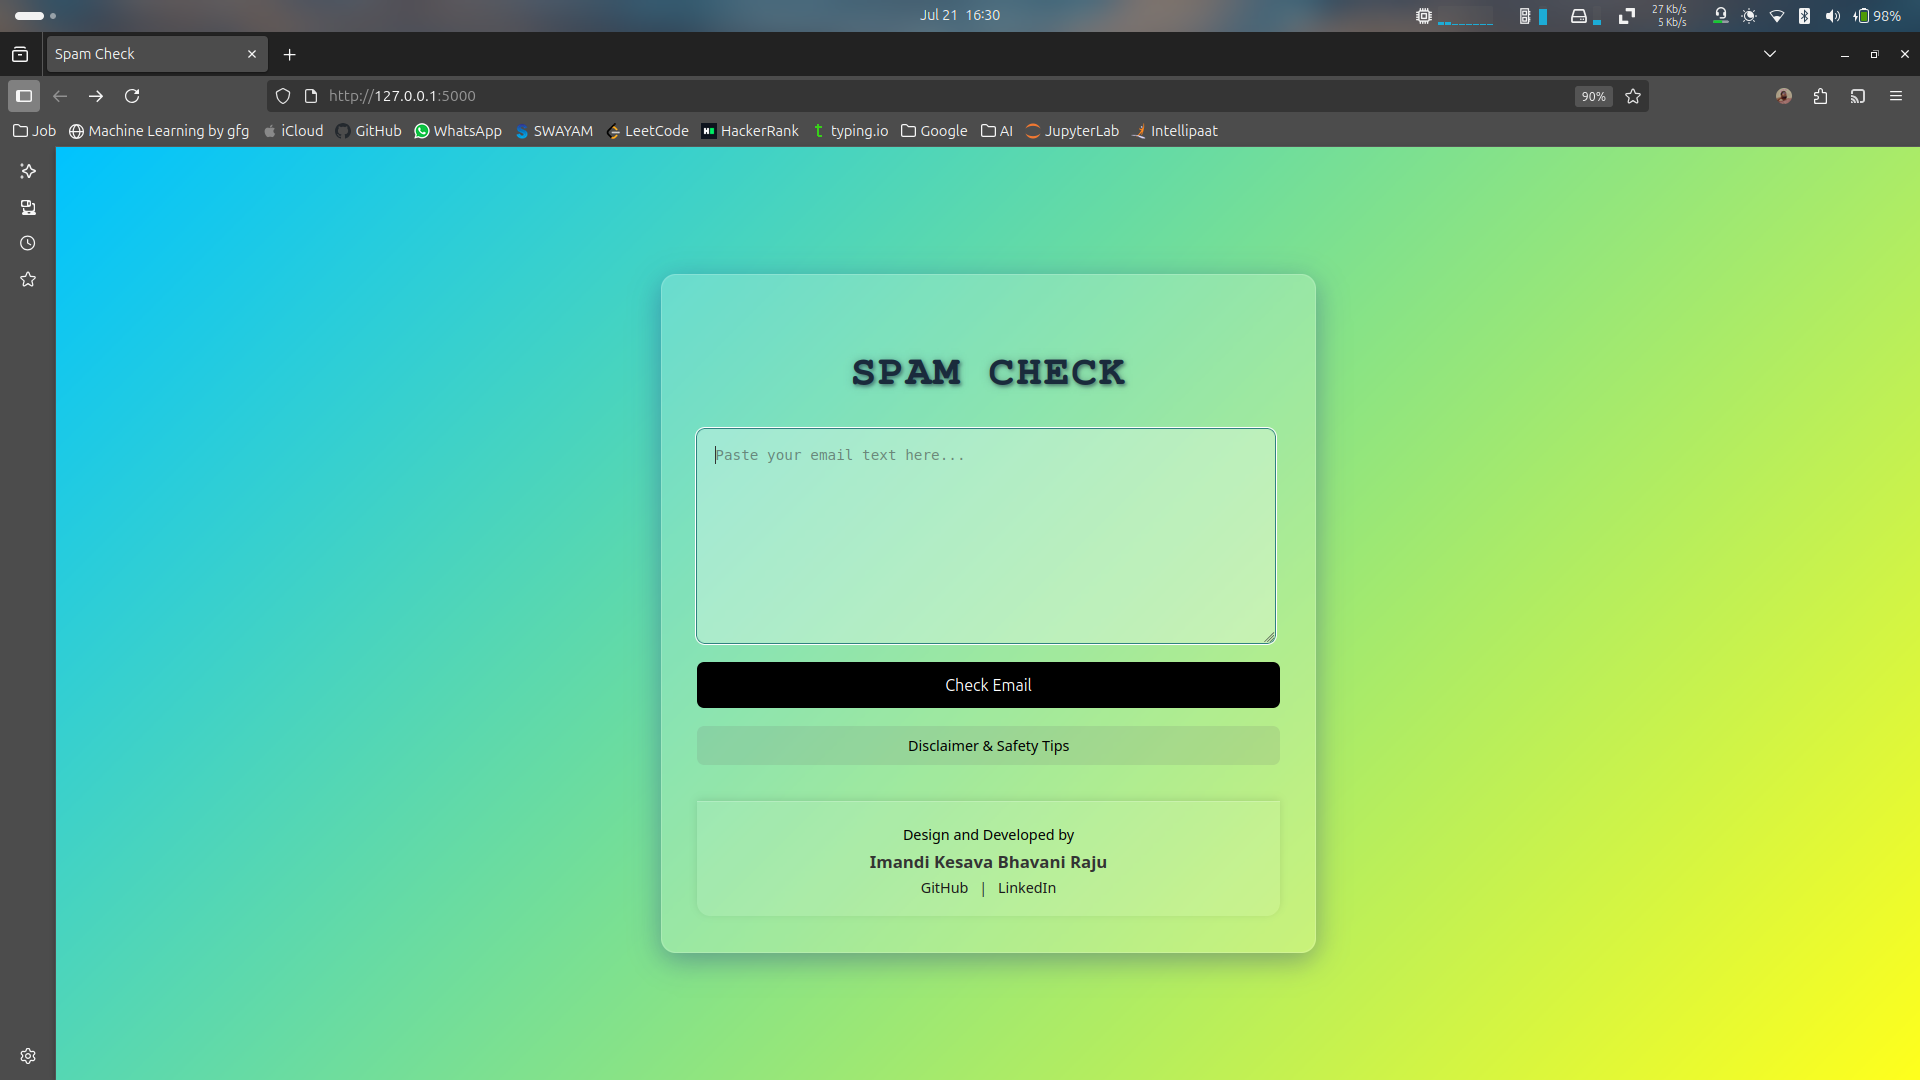 Jul 21 16:30
27 Kb/s
5 Kb/s
98%
Spam Check
http://127.0.0.1:5000
90%
Job Machine Learning by gfg iCloud GitHub WhatsApp SWAYAM LeetCode HackerRank typing.io Google AI JupyterLab Intellipaat
SPAM CHECK
Paste your email text here...
Check Email
Disclaimer & Safety Tips
Design and Developed by
Imandi Kesava Bhavani Raju
GitHub | LinkedIn